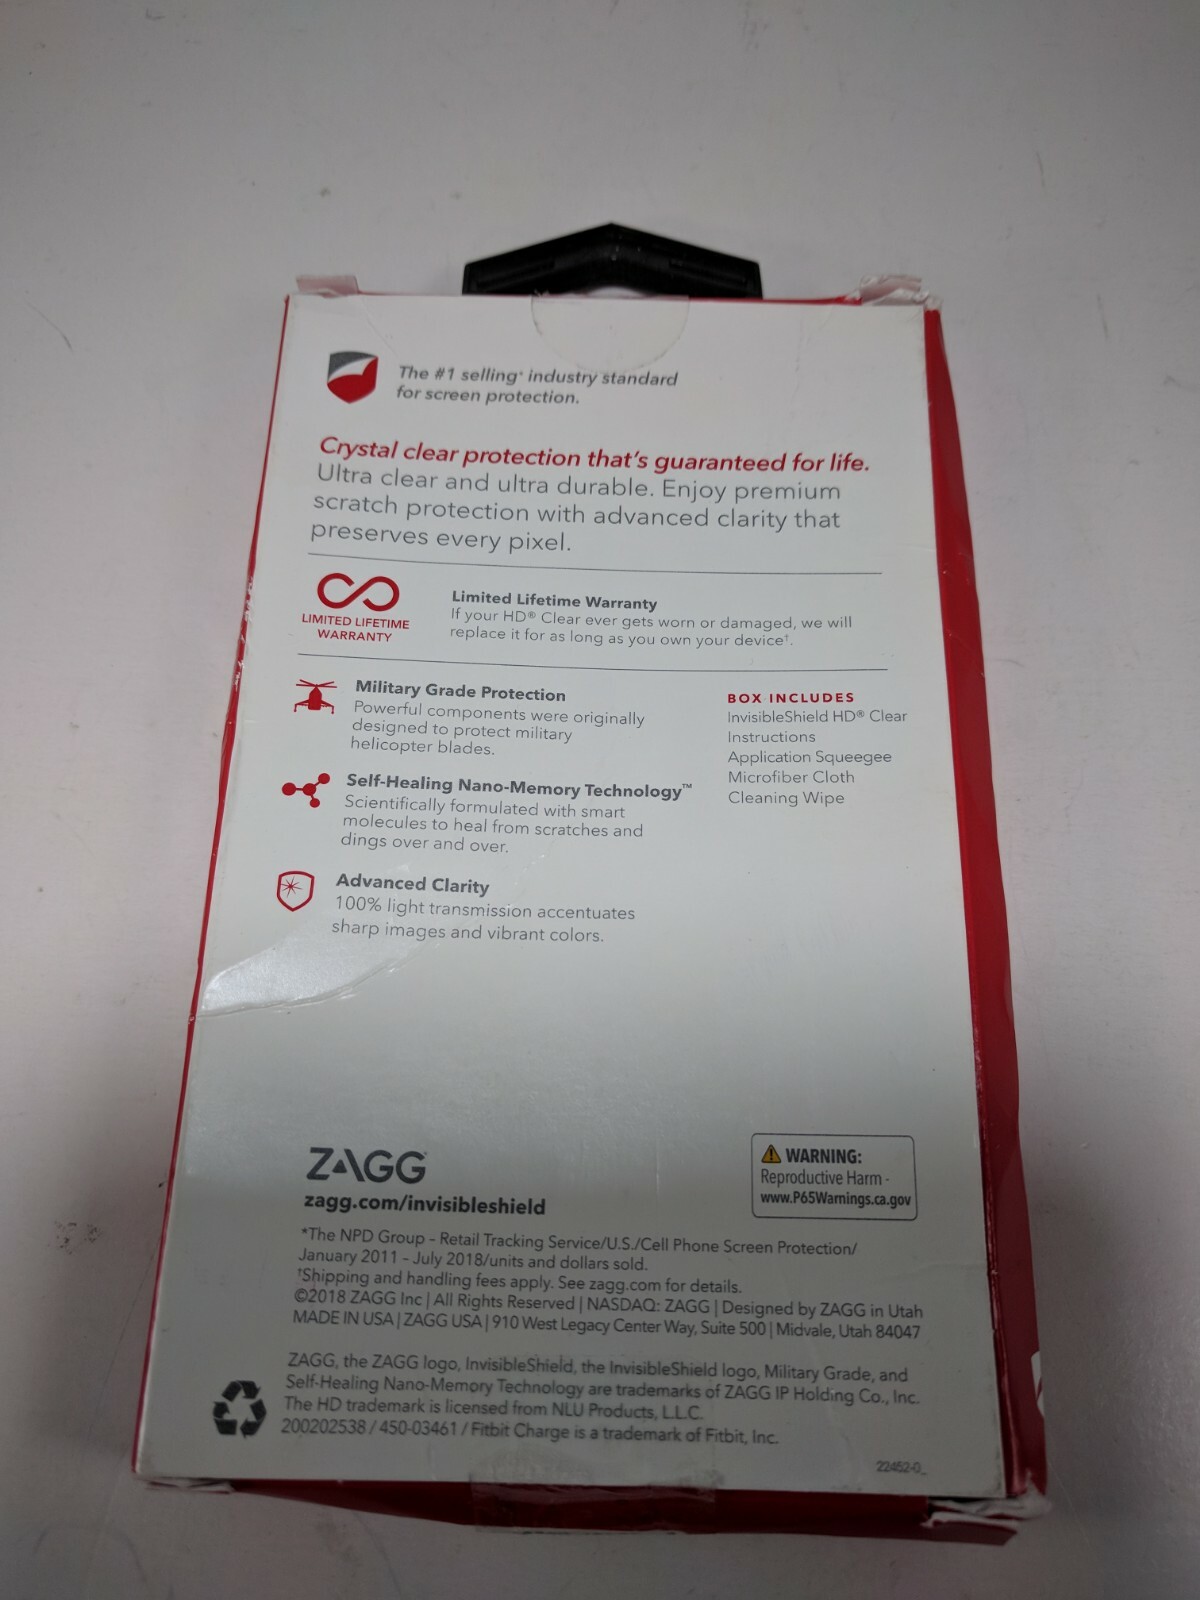 The #1 selling* industry standard
for screen protection.
Crystal clear protection that's guaranteed for life.
Ultra clear and ultra durable. Enjoy premium
scratch protection with advanced clarity that
preserves every pixel.
LIMITED LIFETIME
WARRANTY
Limited Lifetime Warranty
If your HD® Clear ever gets worn or damaged, we will
replace it for as long as you own your device†.
Military Grade Protection
Powerful components were originally
designed to protect military
helicopter blades.
Self-Healing Nano-Memory Technology™
Scientifically formulated with smart
molecules to heal from scratches and
dings over and over.
Advanced Clarity
100% light transmission accentuates
sharp images and vibrant colors.
BOX INCLUDES
InvisibleShield HD® Clear
Instructions
Application Squeegee
Microfiber Cloth
Cleaning Wipe
ZAGG
zagg.com/invisibleshield
WARNING:
Reproductive Harm -
www.P65Warnings.ca.gov
*The NPD Group - Retail Tracking Service/U.S./Cell Phone Screen Protection/
January 2011 - July 2018/units and dollars sold.
†Shipping and handling fees apply. See zagg.com for details.
©2018 ZAGG Inc | All Rights Reserved | NASDAQ: ZAGG | Designed by ZAGG in Utah
MADE IN USA | ZAGG USA | 910 West Legacy Center Way, Suite 500 | Midvale, Utah 84047
ZAGG, the ZAGG logo, InvisibleShield, the InvisibleShield logo, Military Grade, and
Self-Healing Nano-Memory Technology are trademarks of ZAGG IP Holding Co., Inc.
The HD trademark is licensed from NLU Products, L.L.C.
200202538 / 450-03461 / Fitbit Charge is a trademark of Fitbit, Inc.
22452-0_